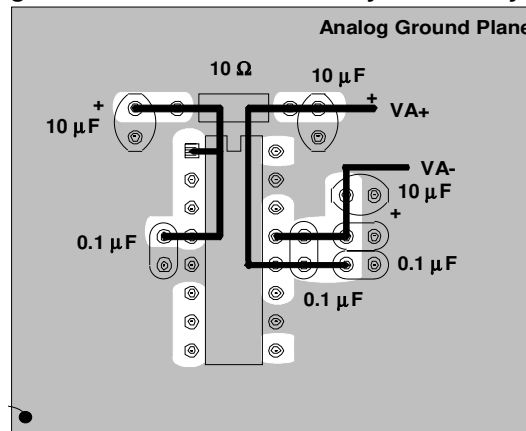 Analog Ground Plane
10 Ω
10 µF
+
+
10 µF
VA+
VA-
10 µF
+
0.1 µF
0.1 µF
0.1 µF